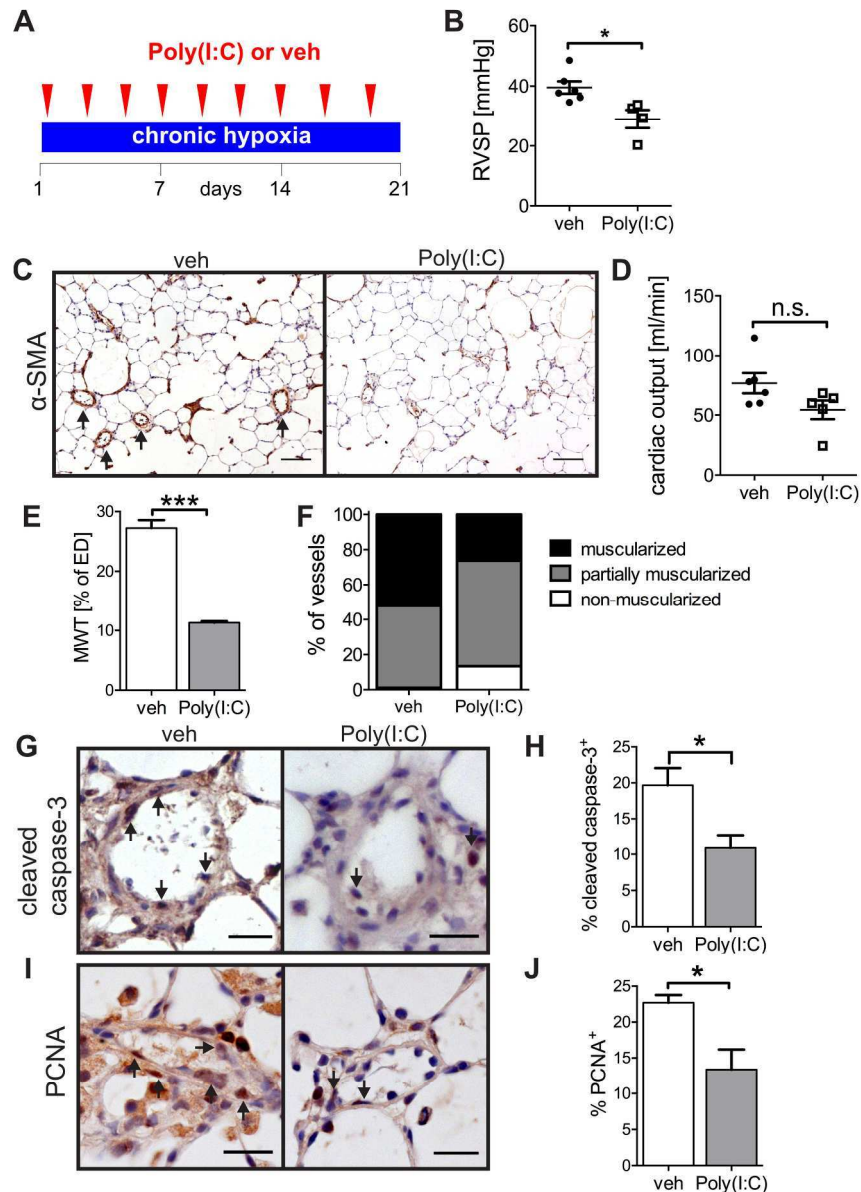 A
Poly(I:C) or veh
chronic hypoxia
1 7 days 14 21
B
RVSP [mmHg]
60
40
20
0
*
veh Poly(I:C)
C
veh Poly(I:C)
α-SMA
D
cardiac output [ml/min]
150
100
50
0
n.s.
veh Poly(I:C)
E
MWT [% of ED]
30
20
10
0
***
veh Poly(I:C)
F
% of vessels
100
80
60
40
20
0
veh Poly(I:C)
muscularized
partially muscularized
non-muscularized
G
veh Poly(I:C)
cleaved
caspase-3
H
% cleaved caspase-3+
25
20
15
10
5
0
*
veh Poly(I:C)
I
PCNA
J
% PCNA+
25
20
15
10
5
0
*
veh Poly(I:C)